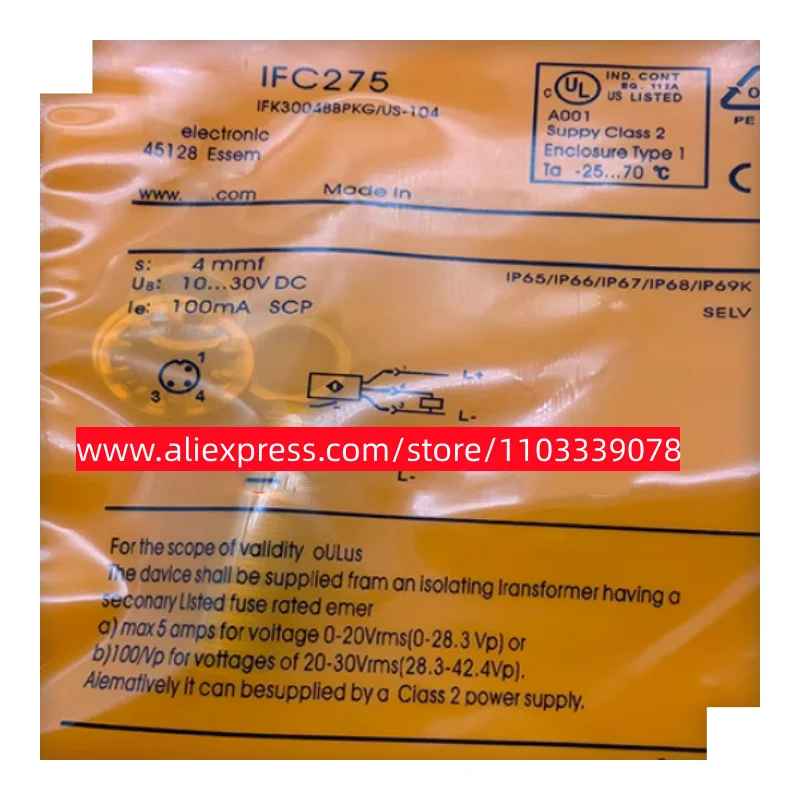 IFC275
IFK3004BBPKG/US-104
electronic
45128 Essem
www. .com
Made in
c UL
IND. CONT
EQ. 112A
US LISTED
A001
Suppy Class 2
Enclosure Type 1
Ta -25...70 ℃
PE
CE
s: 4 mmf
UB: 10...30V DC
Ie: 100mA SCP
IP65/IP66/IP67/IP68/IP69K
SELV
1
3 4
L+
L-
www.aliexpress.com/store/1103339078
L-
For the scope of validity oULus
The davice shall be supplied fram an isolating Iransformer having a
seconary Listed fuse rated emer
a) max 5 amps for voitage 0-20Vrms(0-28.3 Vp) or
b)100/Vp for vottages of 20-30Vrms(28.3-42.4Vp).
Aiematively it can besupplied by a Class 2 power supply.